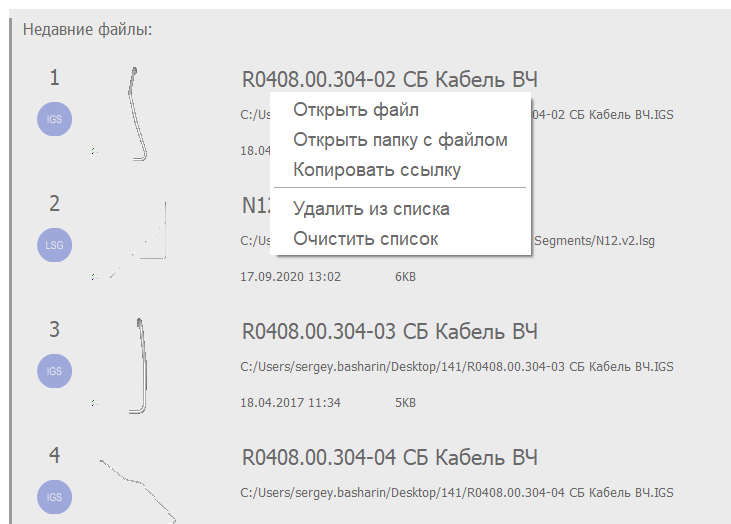 Недавние файлы:
1
R0408.00.304-02 СБ Кабель ВЧ
IGS
C:/Us
04-02 СБ Кабель ВЧ.IGS
18.04
Открыть файл
Открыть папку с файлом
Копировать ссылку
Удалить из списка
Очистить список
2
N12
LSG
C:/Us
Segments/N12.v2.lsg
17.09.2020 13:02 6KB
3
R0408.00.304-03 СБ Кабель ВЧ
IGS
C:/Users/sergey.basharin/Desktop/141/R0408.00.304-03 СБ Кабель ВЧ.IGS
18.04.2017 11:34 5KB
4
R0408.00.304-04 СБ Кабель ВЧ
IGS
C:/Users/sergey.basharin/Desktop/141/R0408.00.304-04 СБ Кабель ВЧ.IGS